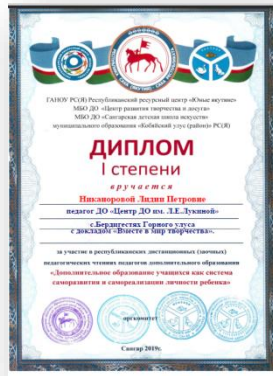 ГАНОУ РС(Я) Республиканский ресурсный центр «Юные якутяне»
МБО ДО «Центр развития творчества и досуга»
МБО ДО «Сангарская детская школа искусств»
муниципального образования «Кобяйский улус (район)» РС(Я)
ДИПЛОМ
I степени
вручается
Никаноровой Лидии Петровне
педагог ДО «Центр ДО им. Л.Е.Лукиной»
с.Бердигестях Горного улуса
с докладом «Вместе в мир творчества».
за участие в республиканских дистанционных (заочных)
педагогических чтениях педагогов дополнительного образования
«Дополнительное образование учащихся как система
саморазвития и самореализации личности ребенка»
оргкомитет
Сангар 2019г.